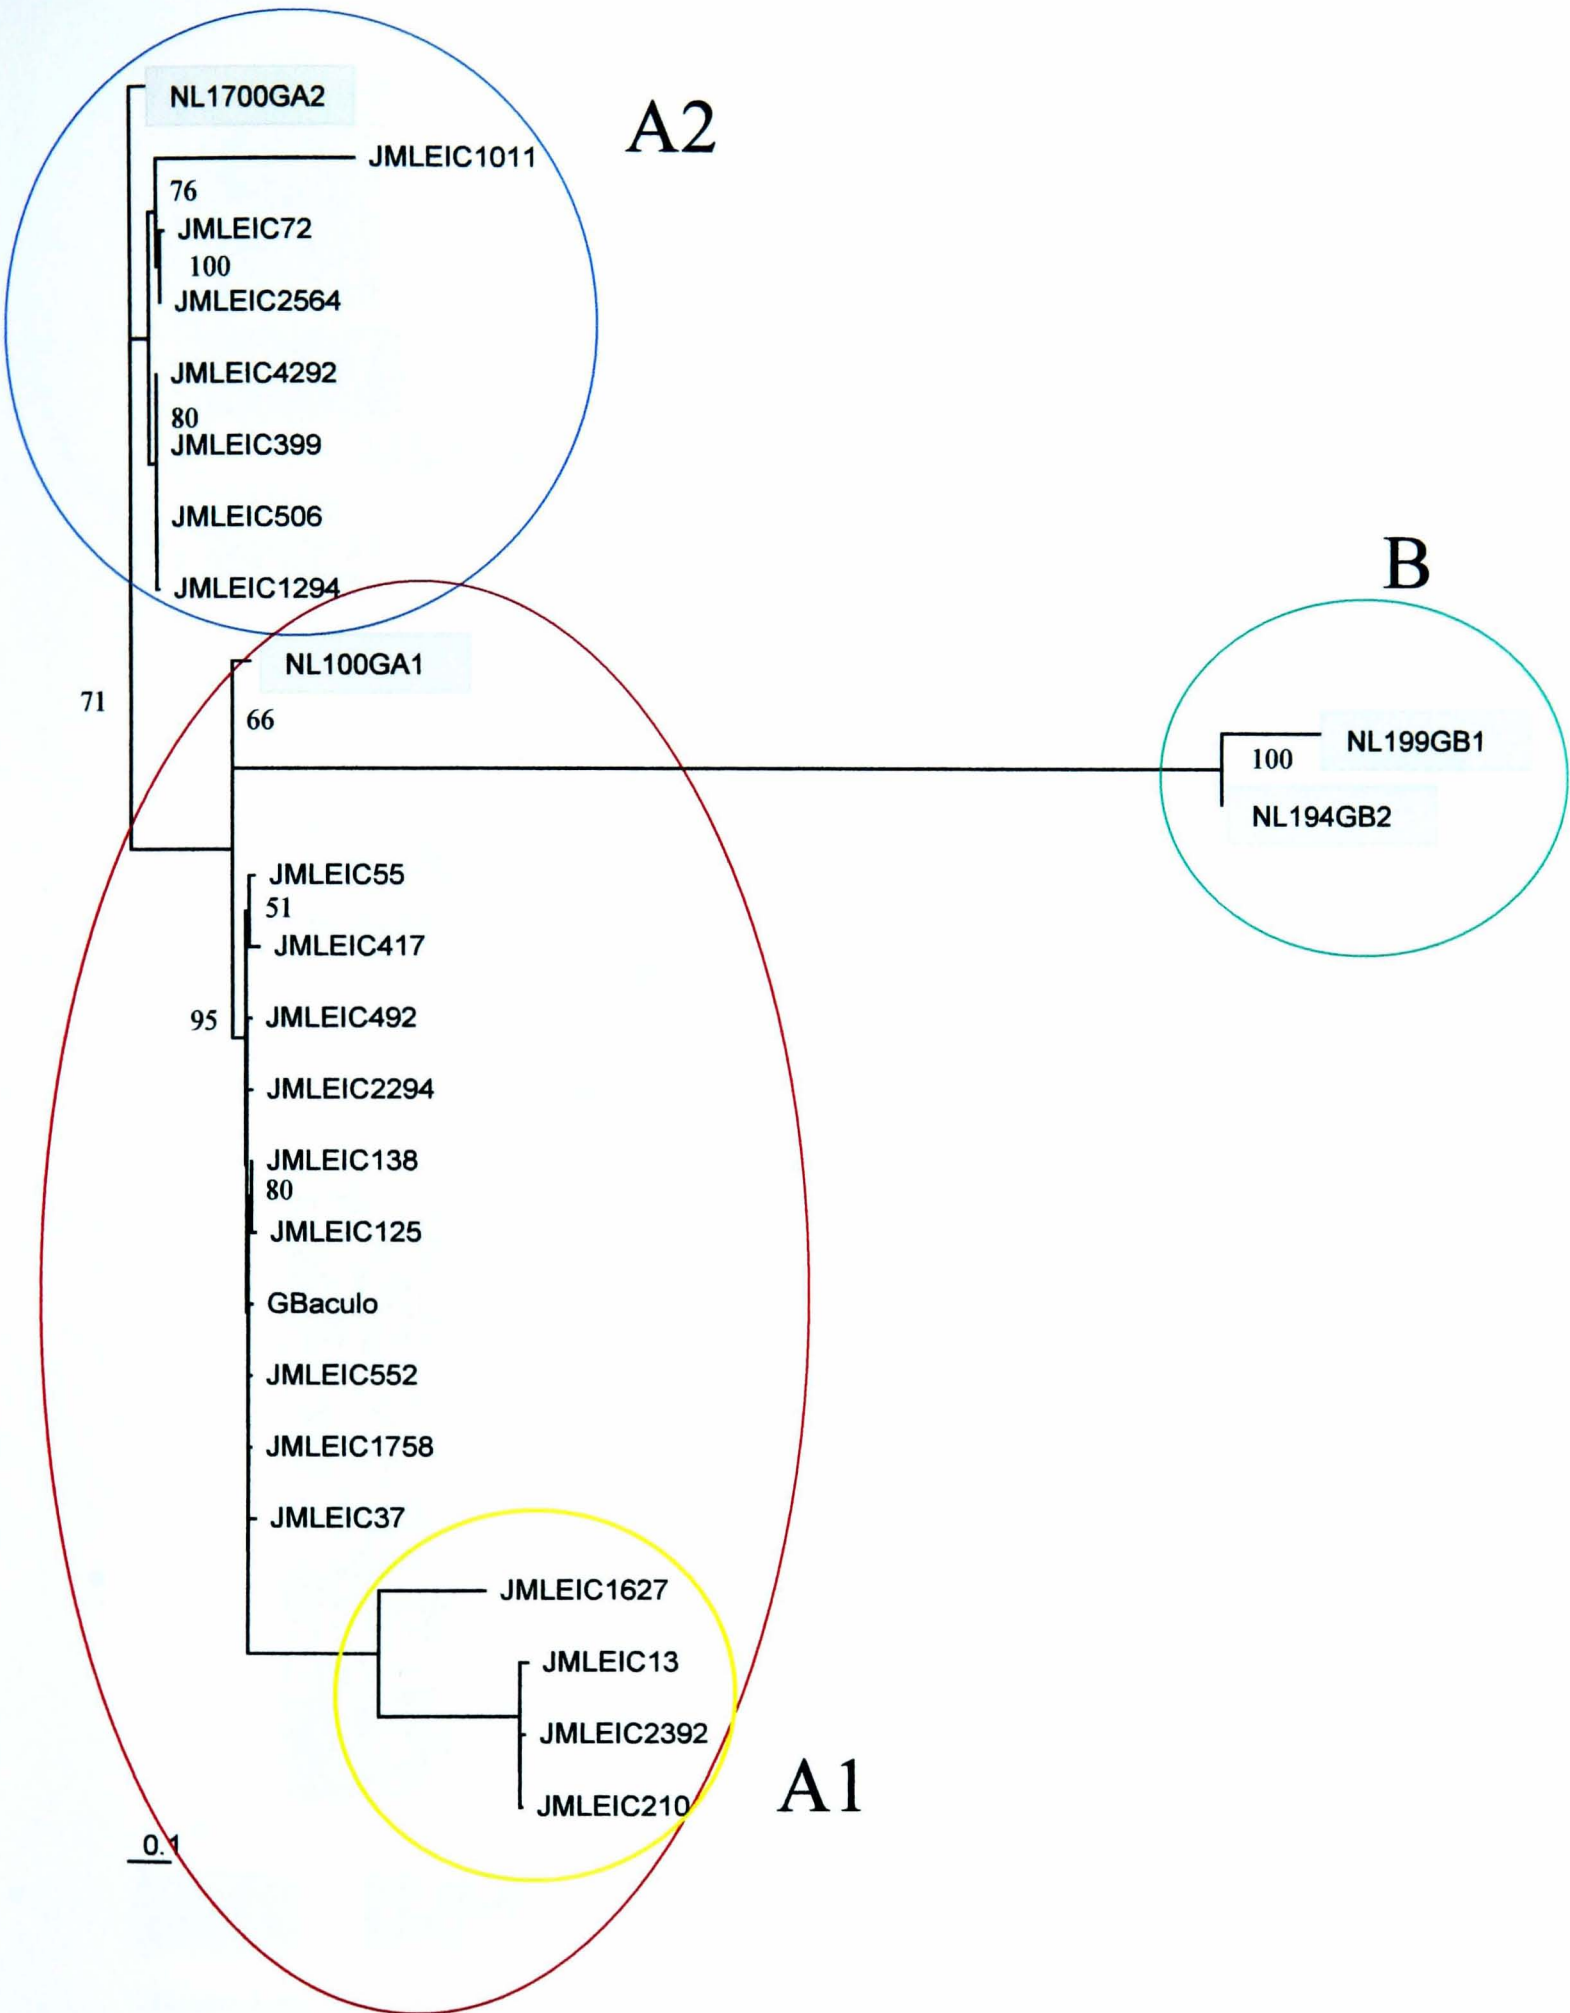 NL1700GA2
A2
JMLEIC1011
76
JMLEIC72
100
JMLEIC2564
JMLEIC4292
80
JMLEIC399
JMLEIC506
B
JMLEIC1294
NL100GA1
71
66
NL199GB1
100
NL194GB2
JMLEIC55
51
JMLEIC417
95
JMLEIC492
JMLEIC2294
JMLEIC138
80
JMLEIC125
GBaculo
JMLEIC552
JMLEIC1758
JMLEIC37
JMLEIC1627
JMLEIC13
JMLEIC2392
A1
JMLEIC210
0.1